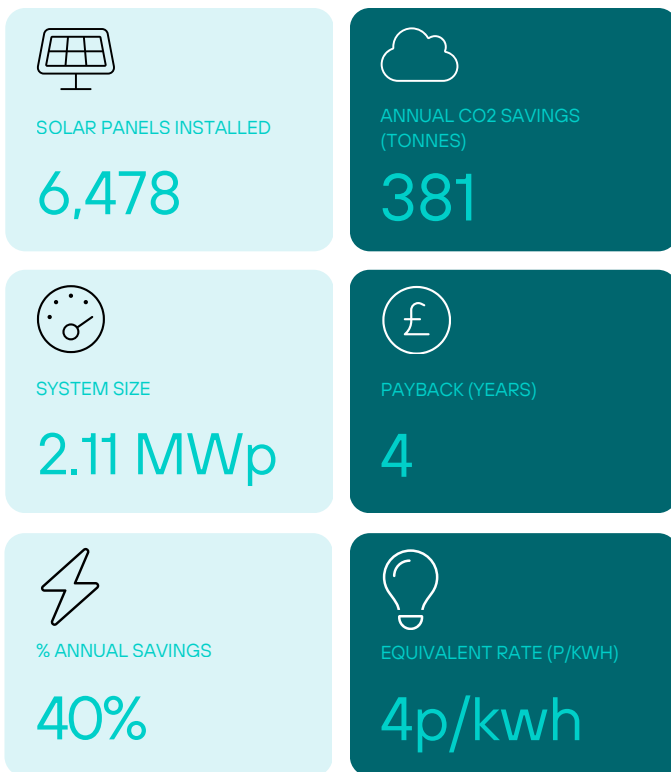 SOLAR PANELS INSTALLED
6,478
ANNUAL CO2 SAVINGS
(TONNES)
381
SYSTEM SIZE
2.11 MWp
£
PAYBACK (YEARS)
4
% ANNUAL SAVINGS
40%
EQUIVALENT RATE (P/KWH)
4p/kwh